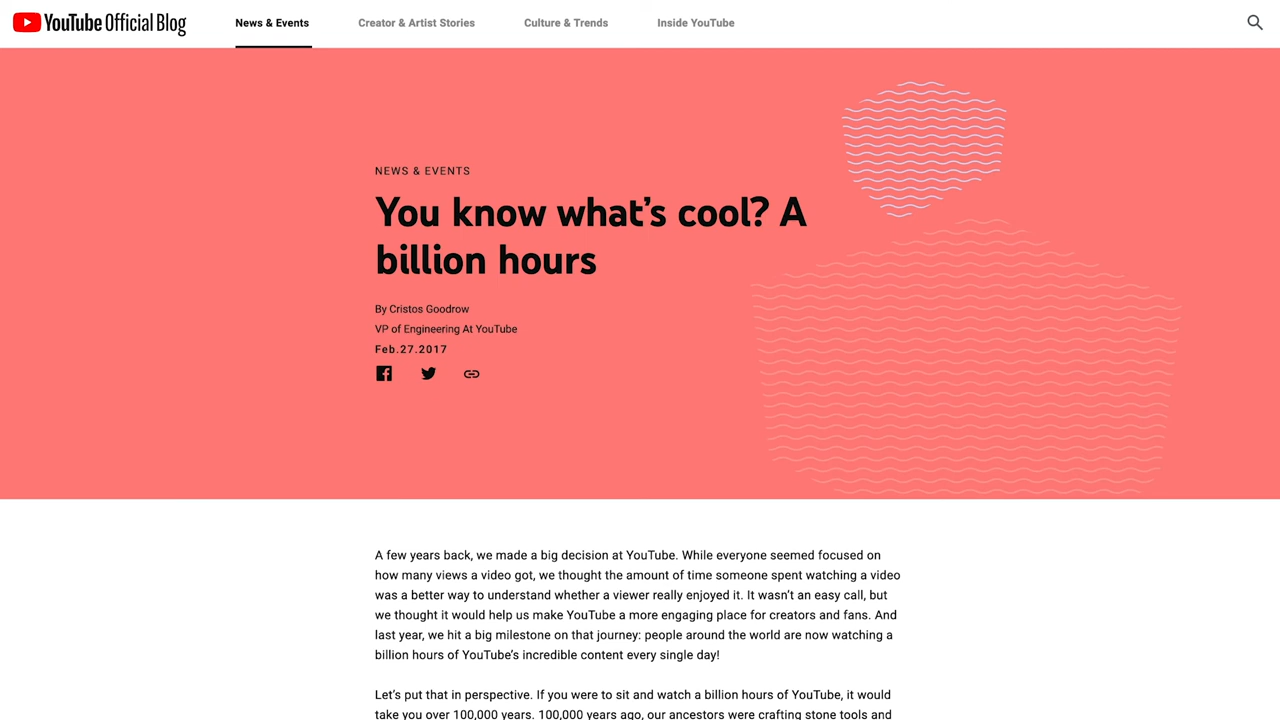 YouTube Official Blog
News & Events
Creator & Artist Stories
Culture & Trends
Inside YouTube
NEWS & EVENTS
You know what’s cool? A
billion hours
By Cristos Goodrow
VP of Engineering At YouTube
Feb.27.2017
A few years back, we made a big decision at YouTube. While everyone seemed focused on
how many views a video got, we thought the amount of time someone spent watching a video
was a better way to understand whether a viewer really enjoyed it. It wasn’t an easy call, but
we thought it would help us make YouTube a more engaging place for creators and fans. And
last year, we hit a big milestone on that journey: people around the world are now watching a
billion hours of YouTube’s incredible content every single day!
Let’s put that in perspective. If you were to sit and watch a billion hours of YouTube, it would
take you over 100,000 years. 100,000 years ago, our ancestors were crafting stone tools and